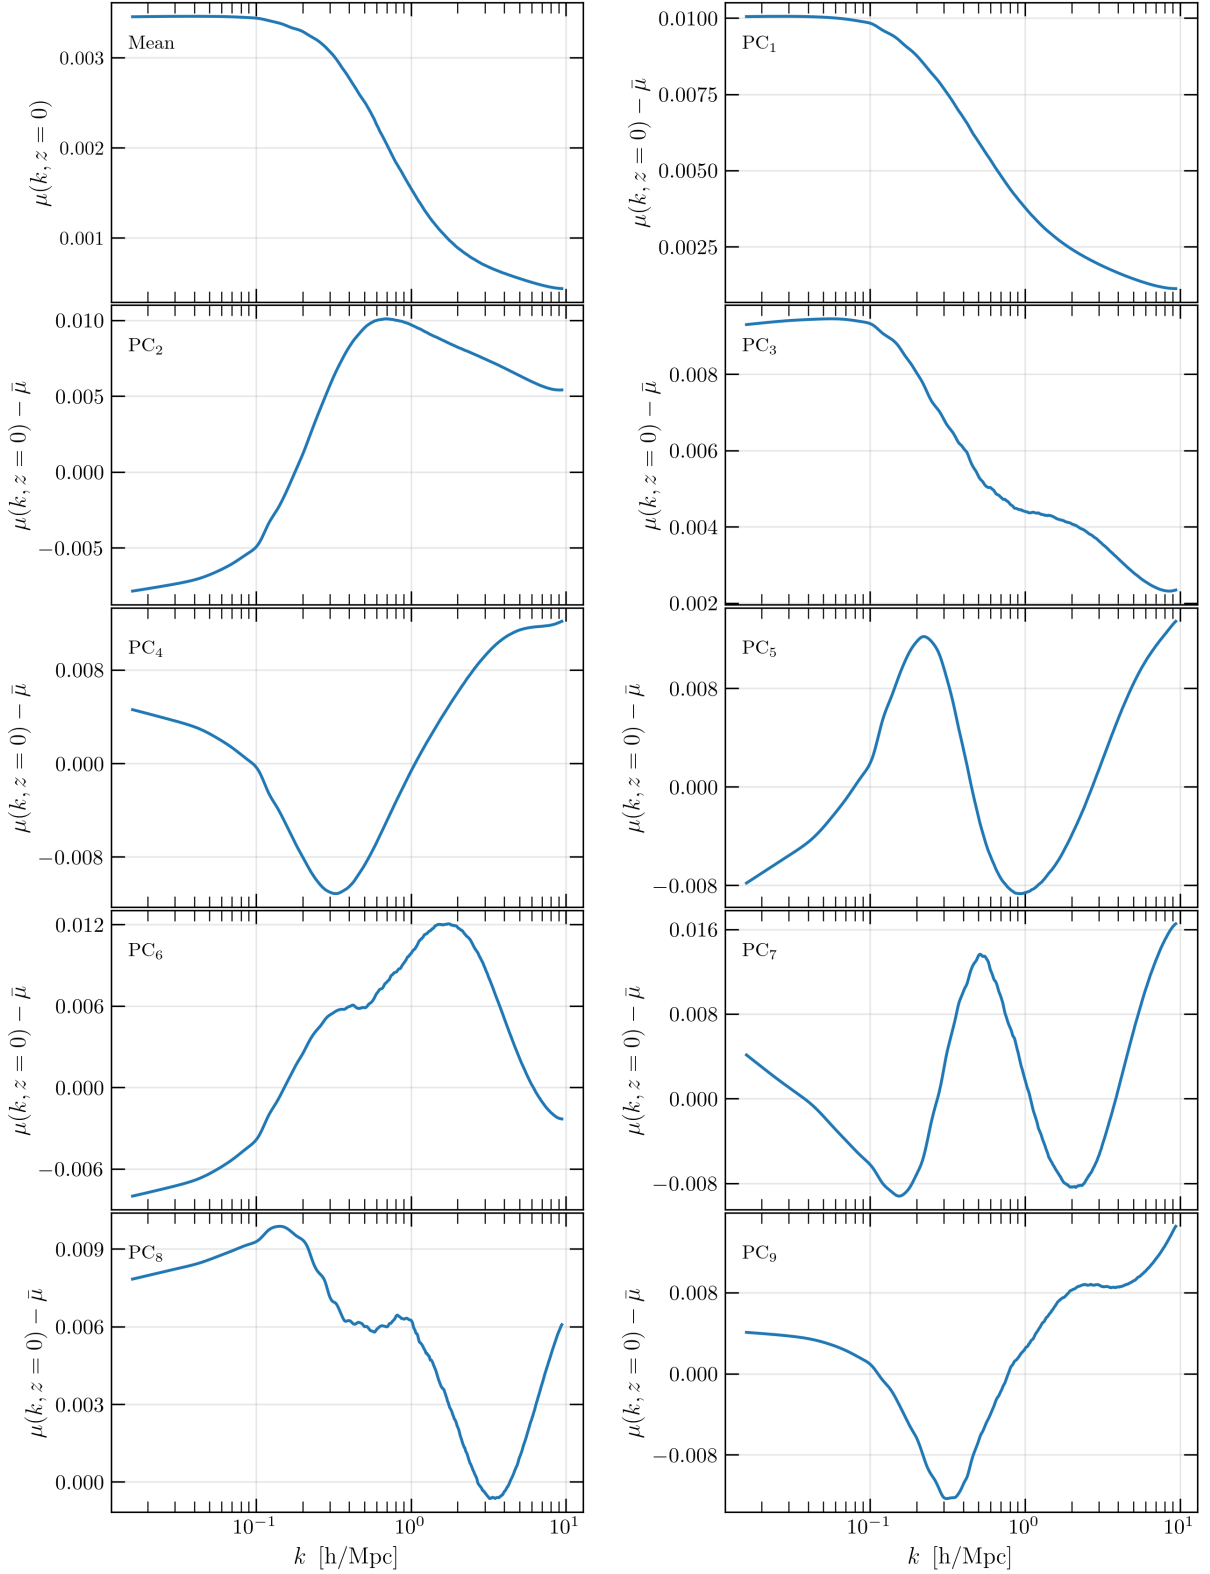 Mean
0.003
0.002
0.001
μ(k, z = 0)
PC₁
0.0100
0.0075
0.0050
0.0025
μ(k, z = 0) − μ̄
PC₂
0.010
0.005
0.000
−0.005
μ(k, z = 0) − μ̄
PC₃
0.008
0.006
0.004
0.002
μ(k, z = 0) − μ̄
PC₄
0.008
0.000
−0.008
μ(k, z = 0) − μ̄
PC₅
0.008
0.000
−0.008
μ(k, z = 0) − μ̄
PC₆
0.012
0.006
0.000
−0.006
μ(k, z = 0) − μ̄
PC₇
0.016
0.008
0.000
−0.008
μ(k, z = 0) − μ̄
PC₈
0.009
0.006
0.003
0.000
μ(k, z = 0) − μ̄
10⁻¹ 10⁰ 10¹
k [h/Mpc]
PC₉
0.008
0.000
−0.008
μ(k, z = 0) − μ̄
10⁻¹ 10⁰ 10¹
k [h/Mpc]